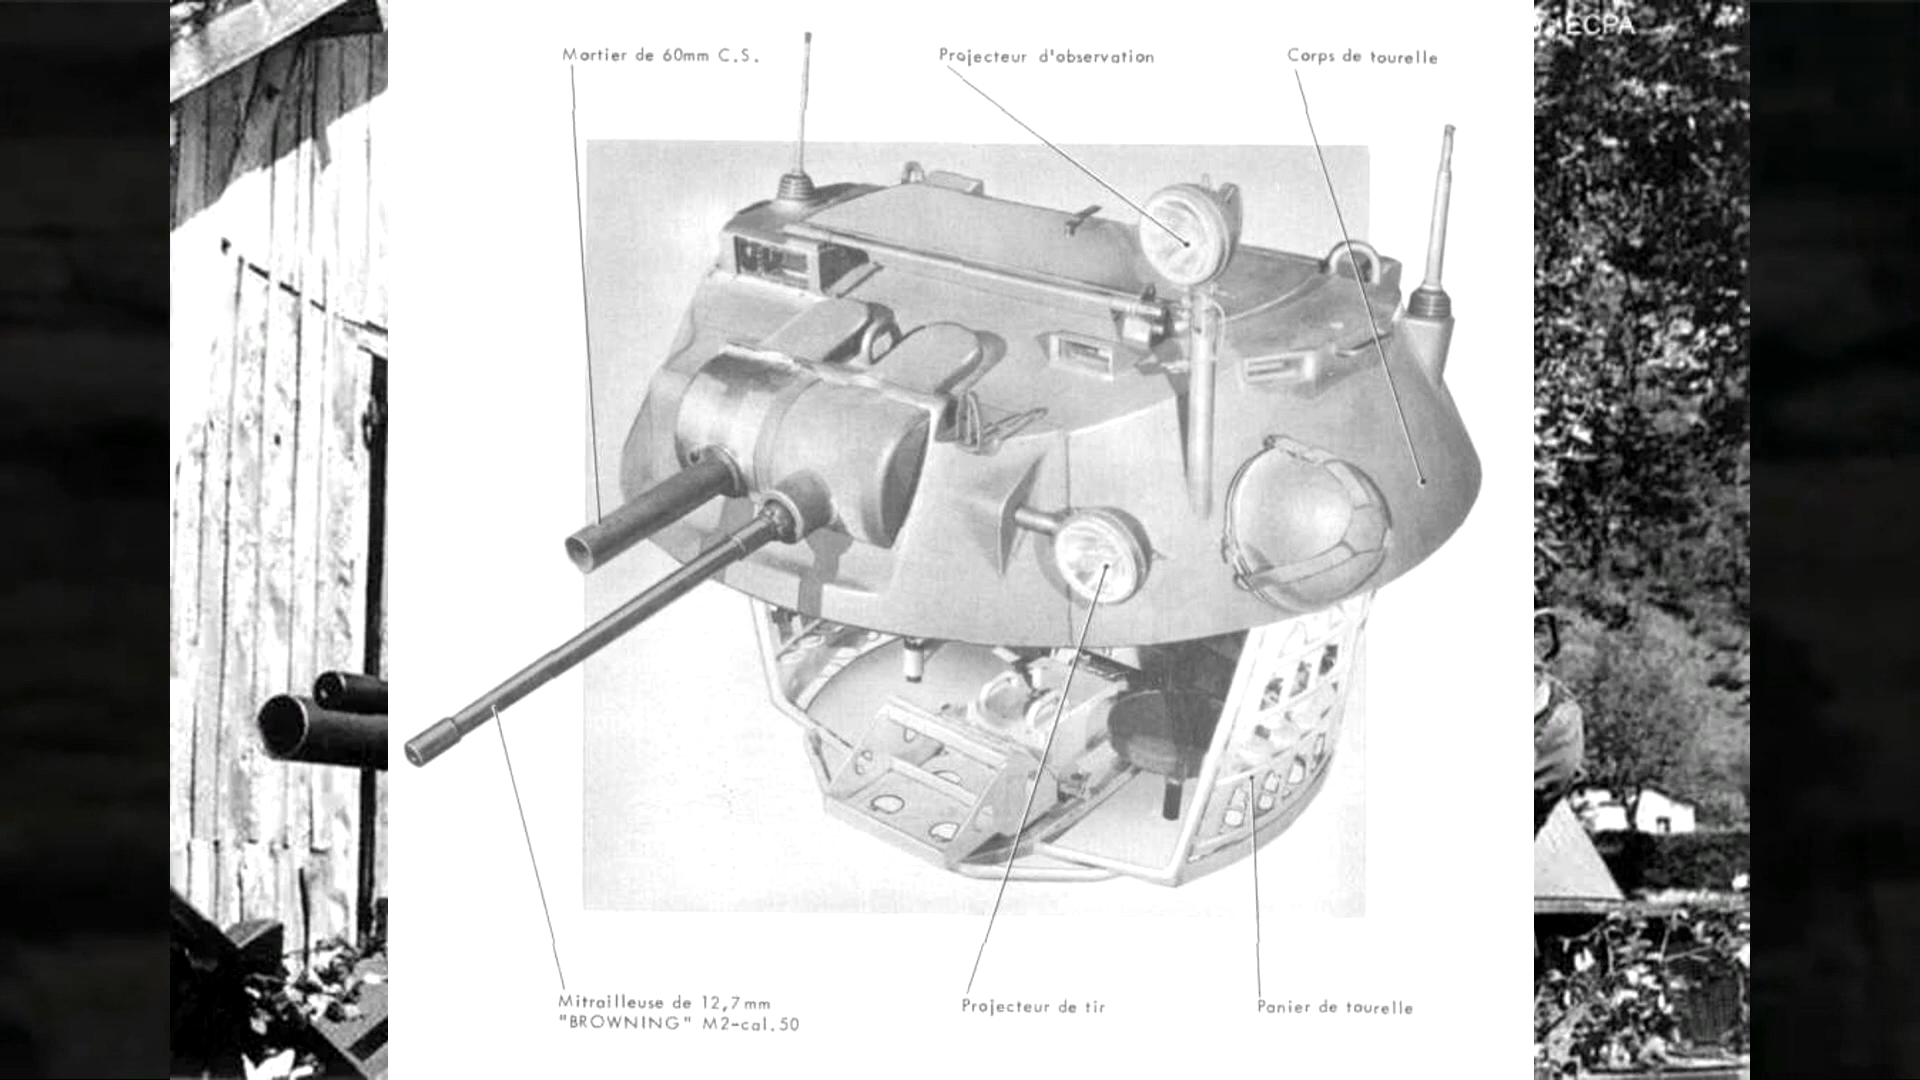 ECPA
Mortier de 60mm C.S.
Projecteur d'observation
Corps de tourelle
Mitrailleuse de 12,7mm
"BROWNING" M2-cal.50
Projecteur de tir
Panier de tourelle